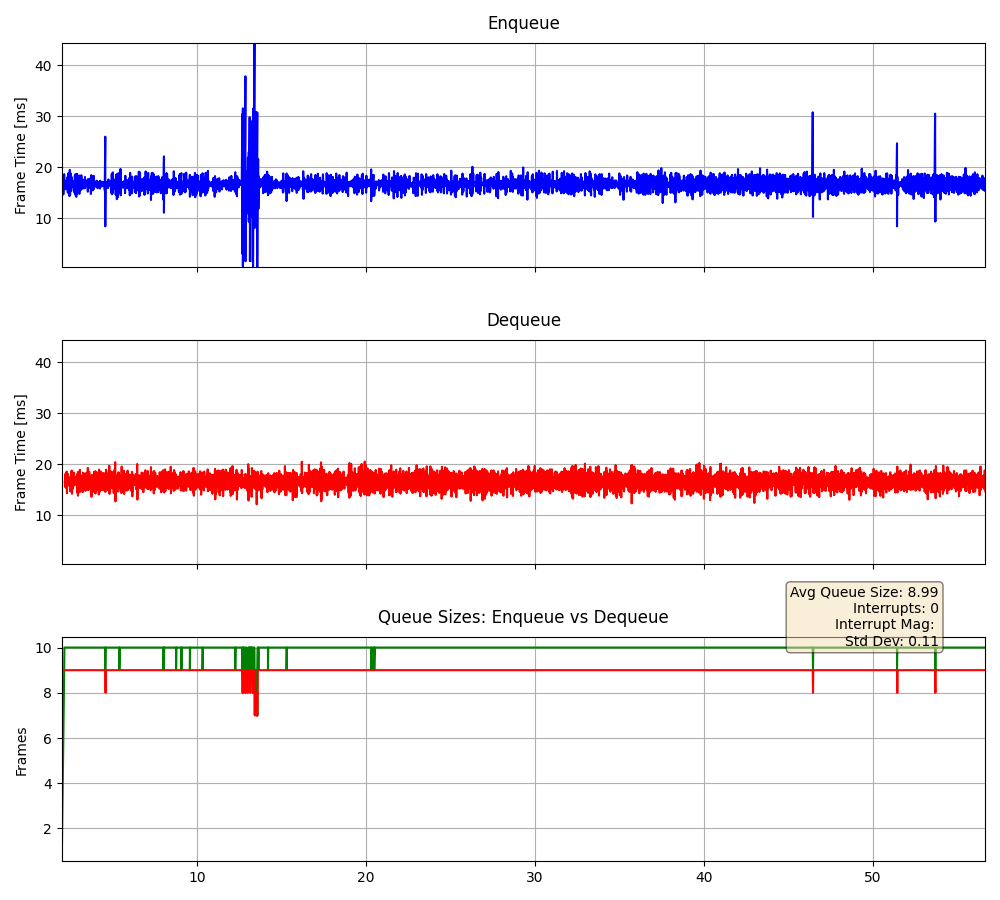 Enqueue
Frame Time [ms]
40
30
20
10
Dequeue
Frame Time [ms]
40
30
20
10
Avg Queue Size: 8.99
Interrupts: 0
Interrupt Mag:
Std Dev: 0.11
Queue Sizes: Enqueue vs Dequeue
Frames
10
8
6
4
2
10 20 30 40 50